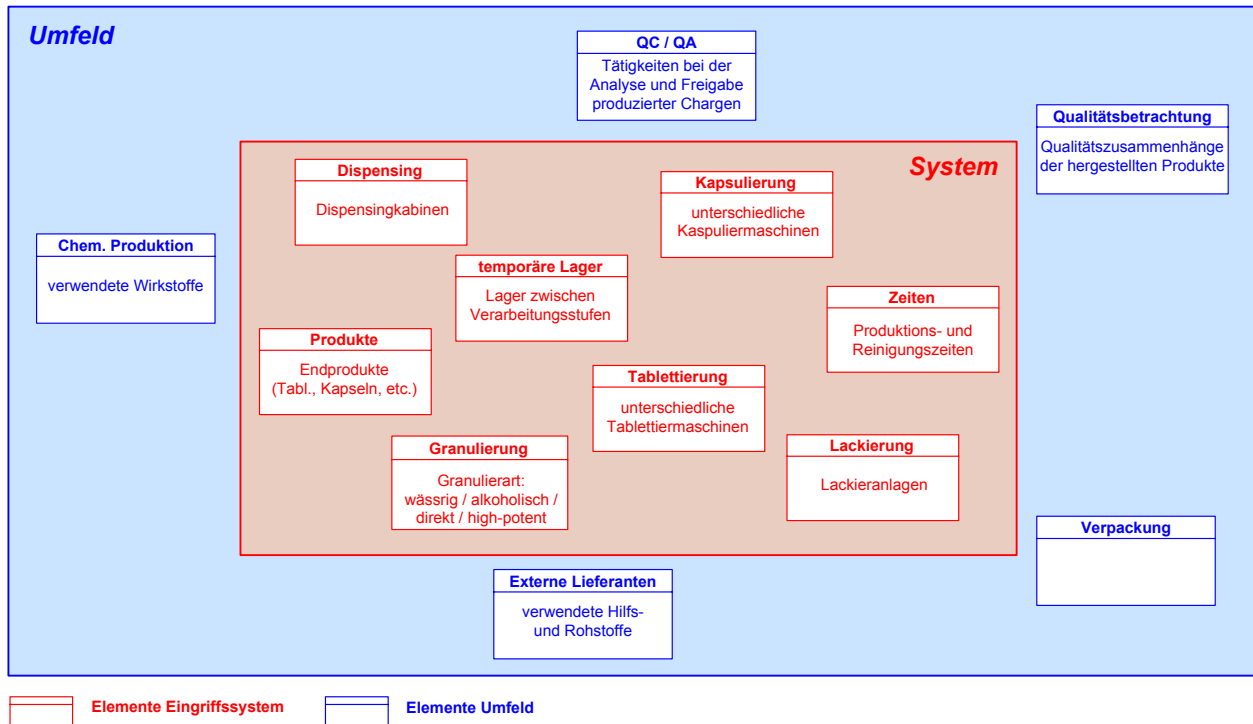 Umfeld
QC / QA
Tätigkeiten bei der
Analyse und Freigabe
produzierter Chargen
Qualitätsbetrachtung
Qualitätszusammenhänge
der hergestellten Produkte
System
Dispensing
Dispensingkabinen
Kapsulierung
unterschiedliche
Kaspuliermaschinen
Chem. Produktion
verwendete Wirkstoffe
temporäre Lager
Lager zwischen
Verarbeitungsstufen
Zeiten
Produktions- und
Reinigungszeiten
Produkte
Endprodukte
(Tabl., Kapseln, etc.)
Tablettierung
unterschiedliche
Tablettiermaschinen
Granulierung
Granulierart:
wässrig / alkoholisch /
direkt / high-potent
Lackierung
Lackieranlagen
Verpackung
Externe Lieferanten
verwendete Hilfs-
und Rohstoffe
Elemente Eingriffssystem
Elemente Umfeld